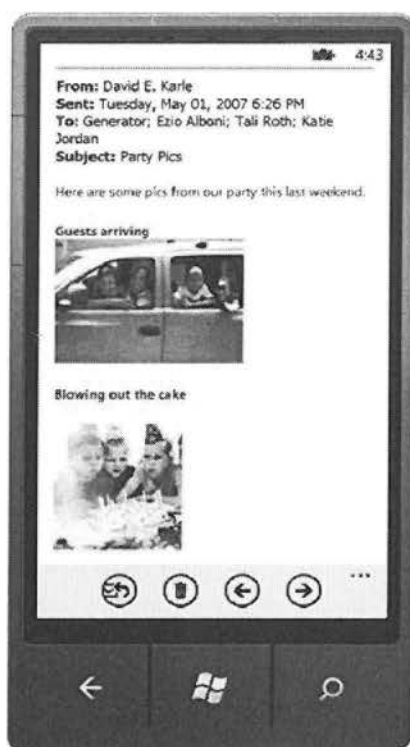 4:43
From: David E. Karle
Sent: Tuesday, May 01, 2007 6:26 PM
To: Generator; Ezio Alboni; Tali Roth; Katie
Jordan
Subject: Party Pics
Here are some pics from our party this last weekend.
Guests arriving
Blowing out the cake